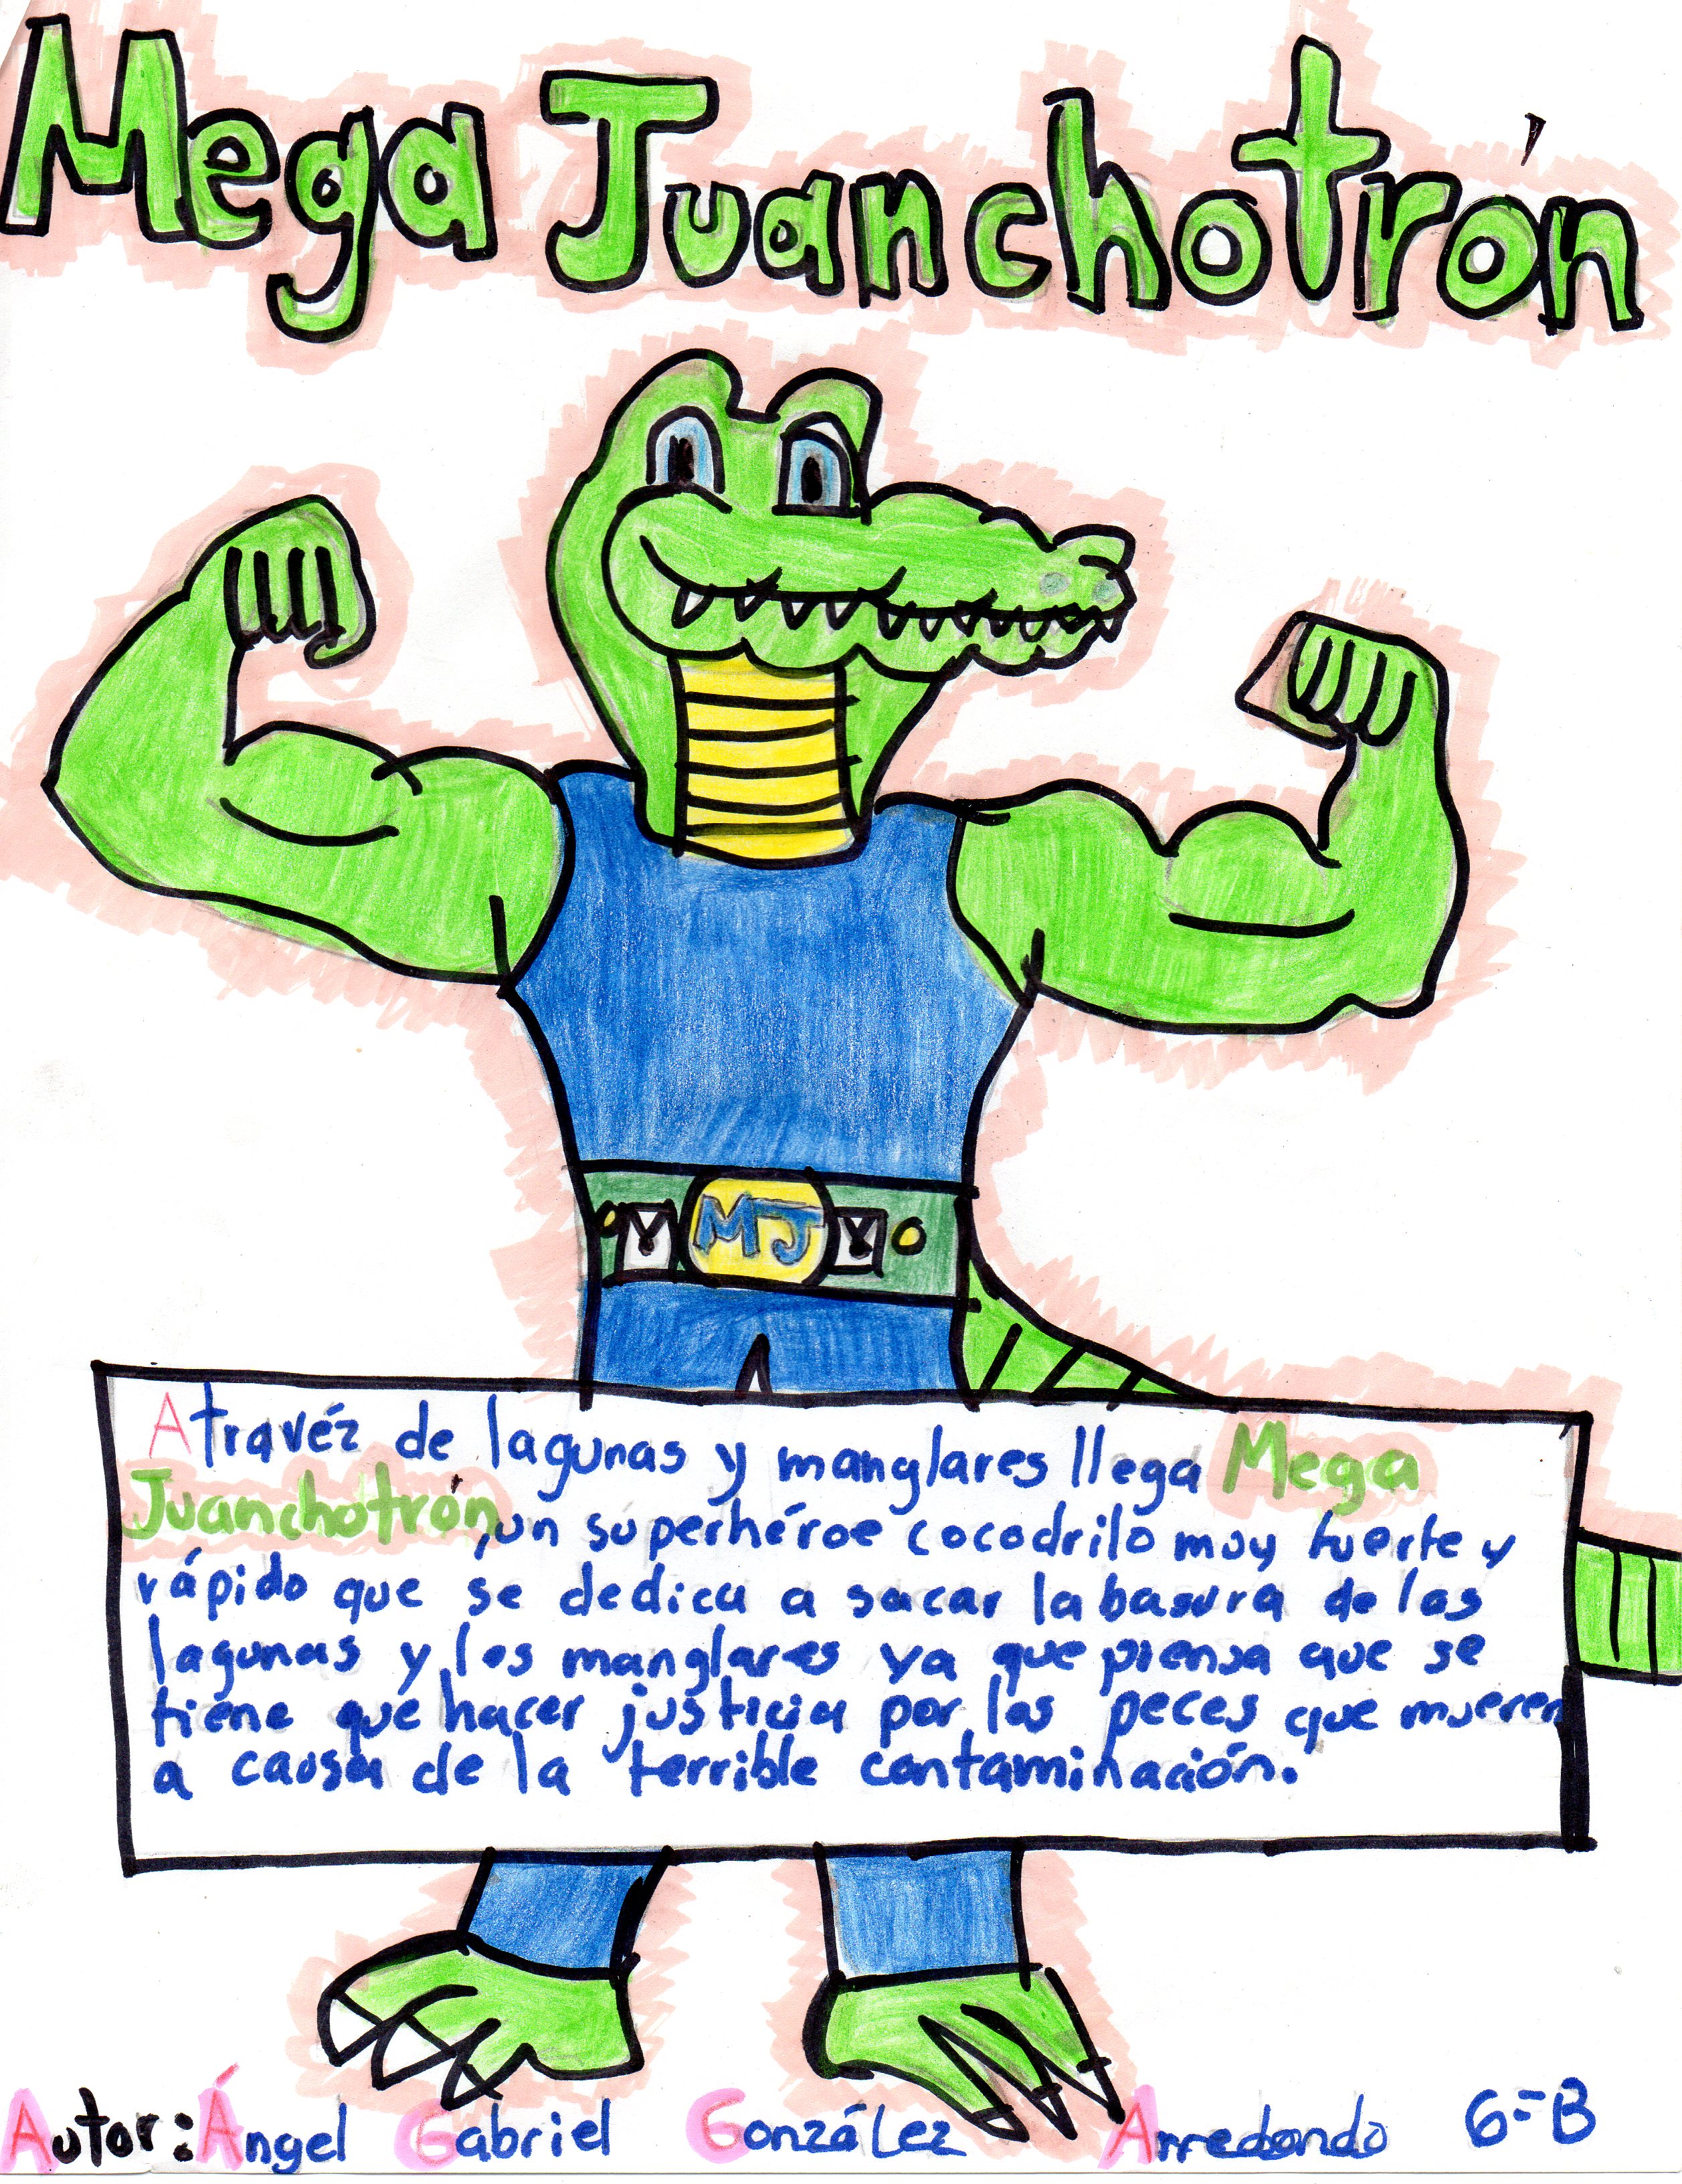 Mega Juanchotrón
MJ
Atravéz de lagunas y manglares llega Mega
Juanchotrón, un superhéroe cocodrilo muy fuerte y
rápido que se dedica a sacar la basura de las
lagunas y los manglares ya que piensa que se
tiene que hacer justicia por los peces que mueren
a causa de la terrible contaminación.
Autor: Ángel Gabriel González Arredondo 6-B